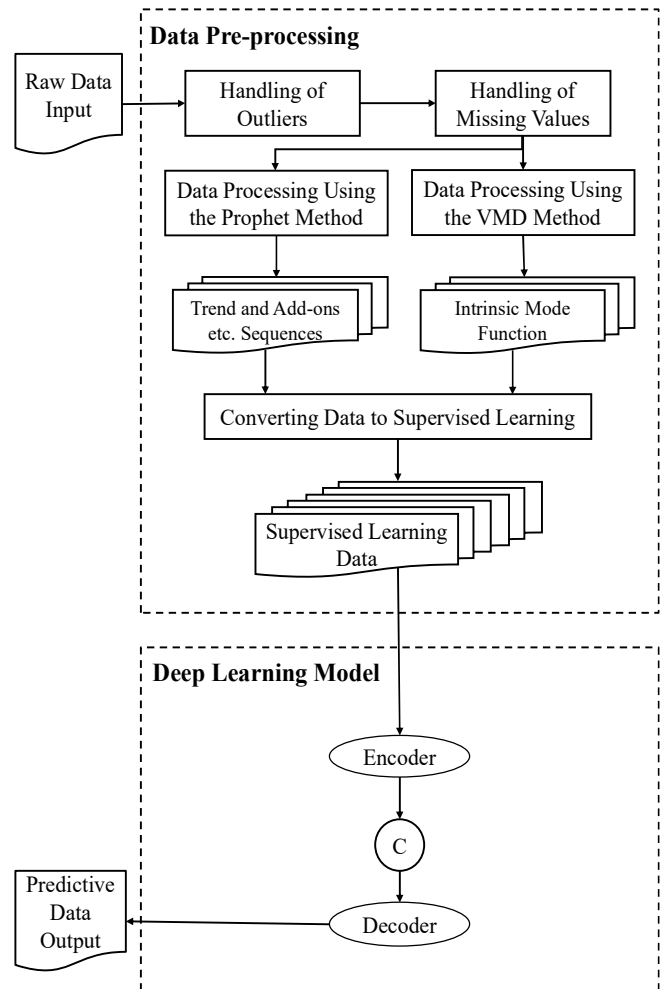 Data Pre-processing
Raw Data
Input
Handling of
Outliers
Handling of
Missing Values
Data Processing Using
the Prophet Method
Data Processing Using
the VMD Method
Trend and Add-ons
etc. Sequences
Intrinsic Mode
Function
Converting Data to Supervised Learning
Supervised Learning
Data
Deep Learning Model
Encoder
C
Decoder
Predictive
Data
Output